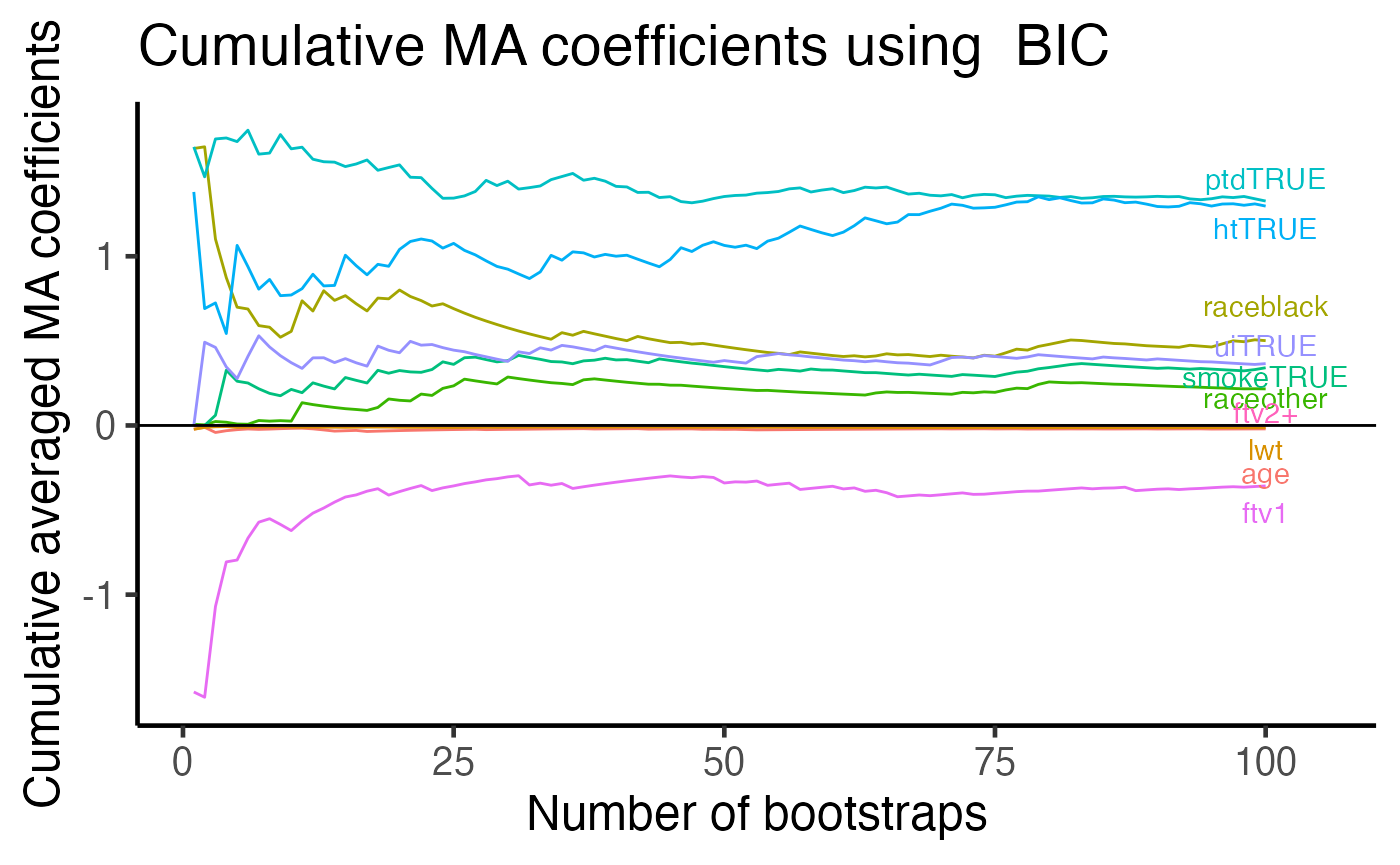 Cumulative MA coefficients using  BIC
Cumulative averaged MA coefficients
1
0
-1
ptdTRUE
htTRUE
raceblack
uiTRUE
smokeTRUE
raceother
ftv2+
lwt
age
ftv1
0 25 50 75 100
Number of bootstraps